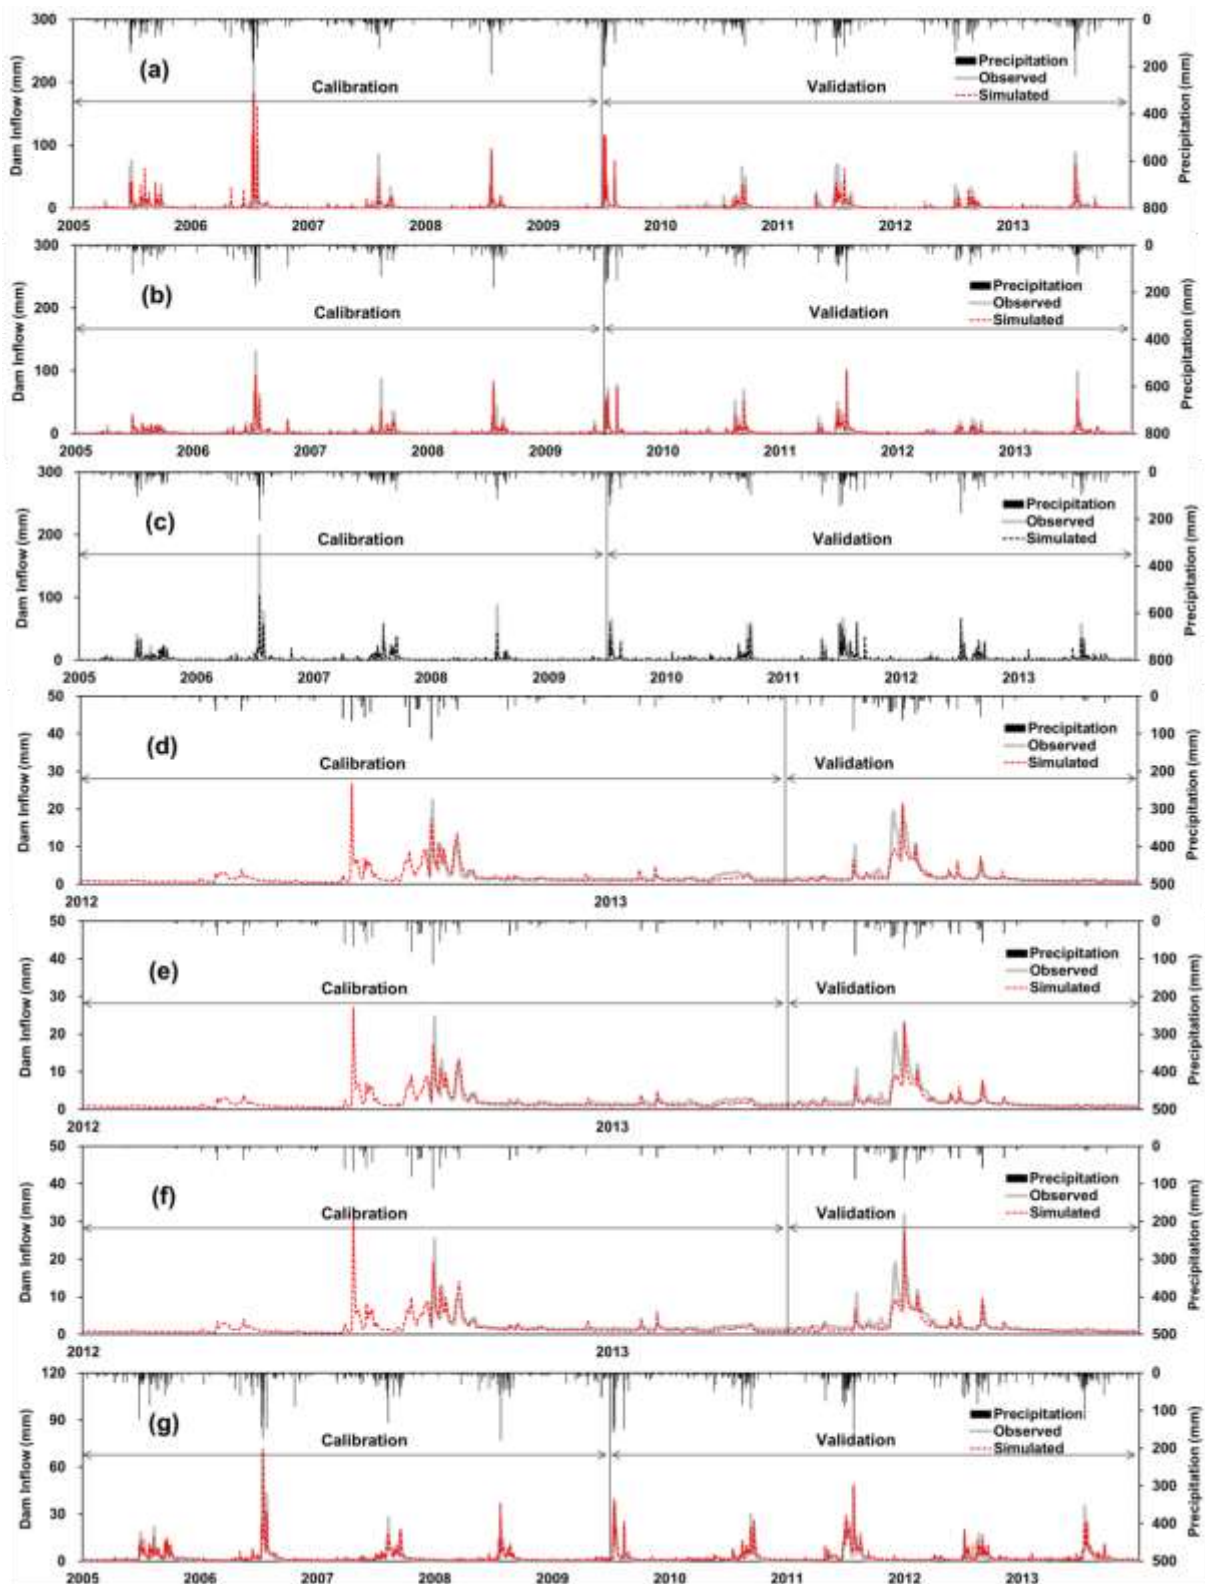 300
0
(a)
Precipitation
200
200
Observed
Calibration
Validation
Simulated
400
100
600
0
800
2005 2006 2007 2008 2009 2010 2011 2012 2013
Dam Inflow (mm)
Precipitation (mm)
300
0
(b)
Precipitation
200
200
Observed
Calibration
Validation
Simulated
400
100
600
0
800
2005 2006 2007 2008 2009 2010 2011 2012 2013
Dam Inflow (mm)
Precipitation (mm)
300
0
(c)
Precipitation
200
200
Observed
Calibration
Validation
Simulated
400
100
600
0
800
2005 2006 2007 2008 2009 2010 2011 2012 2013
Dam Inflow (mm)
Precipitation (mm)
50
0
(d)
Precipitation
40
100
Observed
Calibration
Validation
Simulated
30
200
20
300
10
400
0
500
2012 2013
Dam Inflow (mm)
Precipitation (mm)
50
0
(e)
Precipitation
40
100
Observed
Calibration
Validation
Simulated
30
200
20
300
10
400
0
500
2012 2013
Dam Inflow (mm)
Precipitation (mm)
50
0
(f)
Precipitation
40
100
Observed
Calibration
Validation
Simulated
30
200
20
300
10
400
0
500
2012 2013
Dam Inflow (mm)
Precipitation (mm)
120
0
(g)
Precipitation
90
100
Observed
Calibration
Validation
Simulated
60
200
300
30
400
0
500
2005 2006 2007 2008 2009 2010 2011 2012 2013
Dam Inflow (mm)
Precipitation (mm)